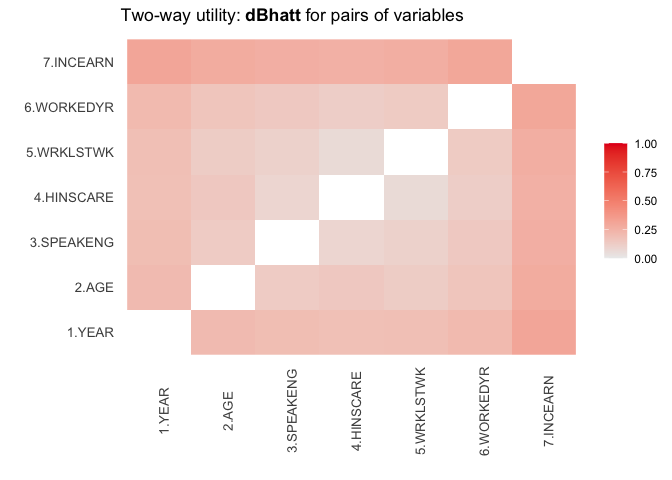 Two-way utility: dBhatt for pairs of variables
7.INCEARN
6.WORKEDYR
5.WRKLSTWK
4.HINSCARE
3.SPEAKENG
2.AGE
1.YEAR
1.00
0.75
0.50
0.25
0.00
1.YEAR
2.AGE
3.SPEAKENG
4.HINSCARE
5.WRKLSTWK
6.WORKEDYR
7.INCEARN